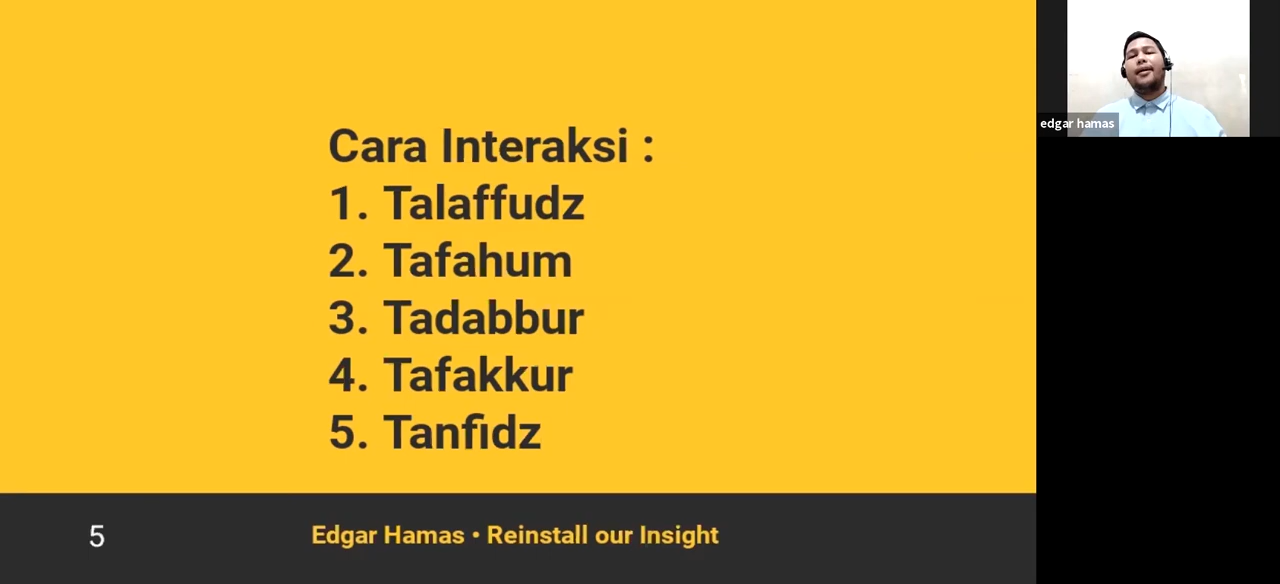 Cara Interaksi :
1. Talaffudz
2. Tafahum
3. Tadabbur
4. Tafakkur
5. Tanfidz
5
Edgar Hamas • Reinstall our Insight
edgar hamas